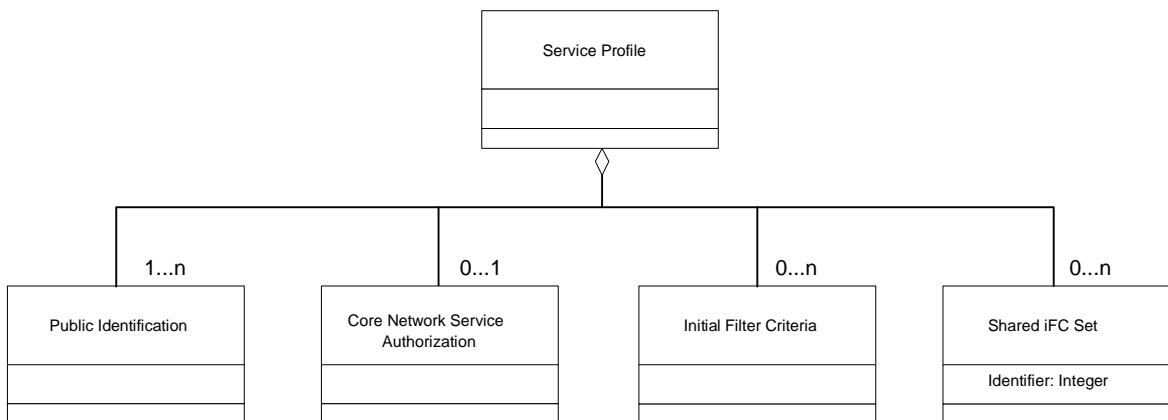 Service Profile
1...n
0...1
0...n
0...n
Public Identification
Core Network Service
Authorization
Initial Filter Criteria
Shared iFC Set
Identifier: Integer